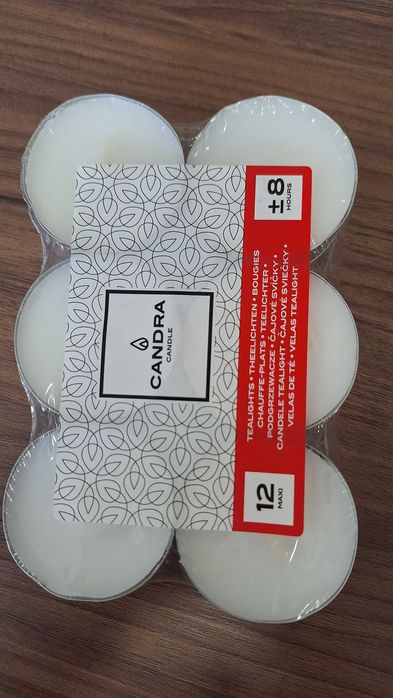 CANDRA
CANDLE
±8
HOURS
TEALIGHTS • THEELICHTEN • BOUGIES
CHAUFFE-PLATS • TEELICHTER •
PODGRZEWACZE • ČAJOVÉ SVÍČKY •
CANDELE TEALIGHT • ČAJOVÉ SVIEČKY •
VELAS DE TÉ • VELAS TEALIGHT
12
MAXI